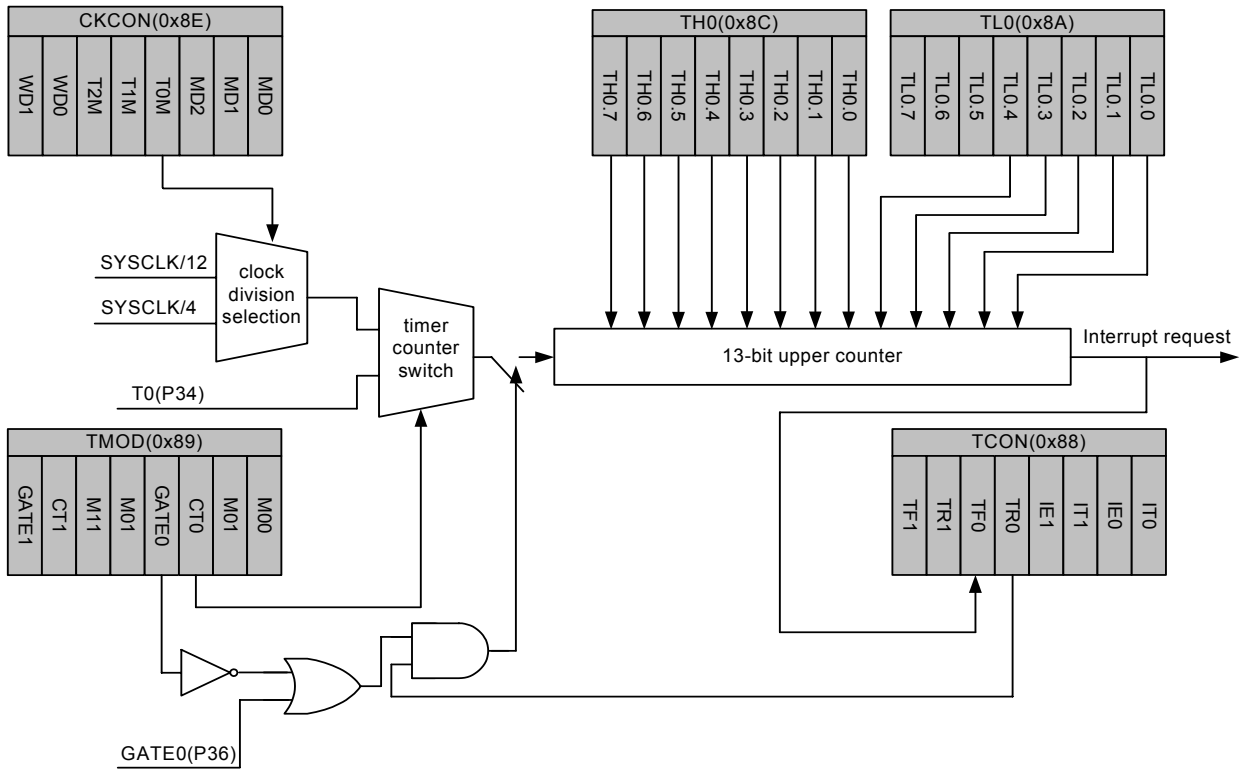 CKCON(0x8E)
WD1
WD0
T2M
T1M
T0M
MD2
MD1
MD0
TH0(0x8C)
TH0.7
TH0.6
TH0.5
TH0.4
TH0.3
TH0.2
TH0.1
TH0.0
TL0(0x8A)
TL0.7
TL0.6
TL0.5
TL0.4
TL0.3
TL0.2
TL0.1
TL0.0
SYSCLK/12
SYSCLK/4
clock
division
selection
timer
counter
switch
T0(P34)
13-bit upper counter
Interrupt request
TMOD(0x89)
GATE1
CT1
M11
M01
GATE0
CT0
M01
M00
TCON(0x88)
TF1
TR1
TF0
TR0
IE1
IT1
IE0
IT0
GATE0(P36)